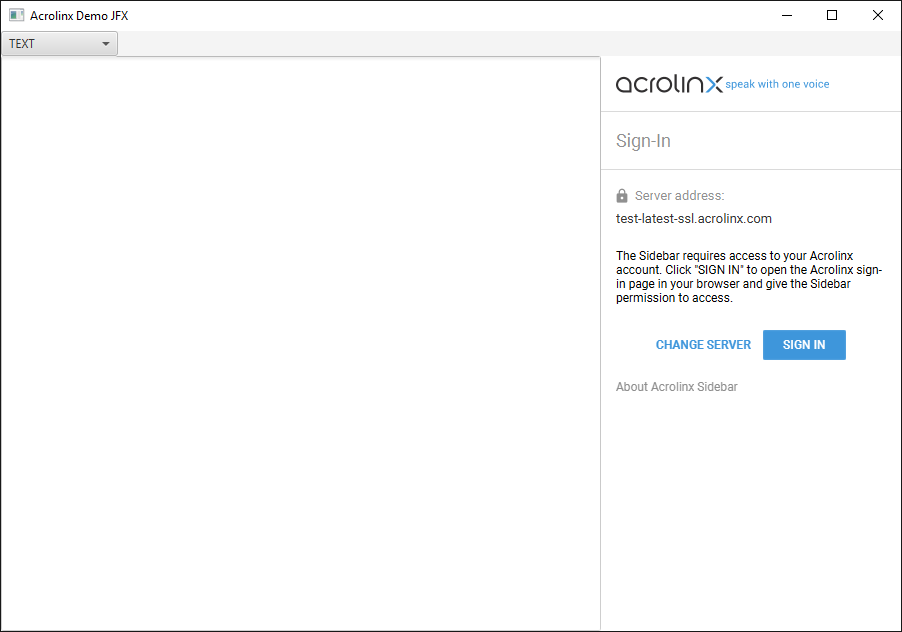 Acrolinx Demo JFX
TEXT
acrolinx speak with one voice
Sign-In
Server address:
test-latest-ssl.acrolinx.com
The Sidebar requires access to your Acrolinx
account. Click "SIGN IN" to open the Acrolinx sign-
in page in your browser and give the Sidebar
permission to access.
CHANGE SERVER SIGN IN
About Acrolinx Sidebar